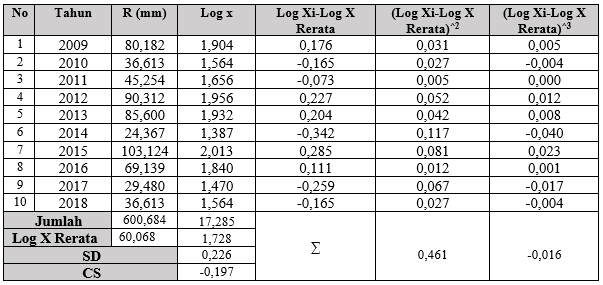 No Tahun R (mm) Log x Log Xi-Log X Rerata (Log Xi-Log X Rerata)^2 (Log Xi-Log X Rerata)^3
1 2009 80,182 1,904 0,176 0,031 0,005
2 2010 36,613 1,564 -0,165 0,027 -0,004
3 2011 45,254 1,656 -0,073 0,005 0,000
4 2012 90,312 1,956 0,227 0,052 0,012
5 2013 85,600 1,932 0,204 0,042 0,008
6 2014 24,367 1,387 -0,342 0,117 -0,040
7 2015 103,124 2,013 0,285 0,081 0,023
8 2016 69,139 1,840 0,111 0,012 0,001
9 2017 29,480 1,470 -0,259 0,067 -0,017
10 2018 36,613 1,564 -0,165 0,027 -0,004
Jumlah 600,684 17,285
Log X Rerata 60,068 1,728
∑ 0,461 -0,016
SD 0,226
CS -0,197